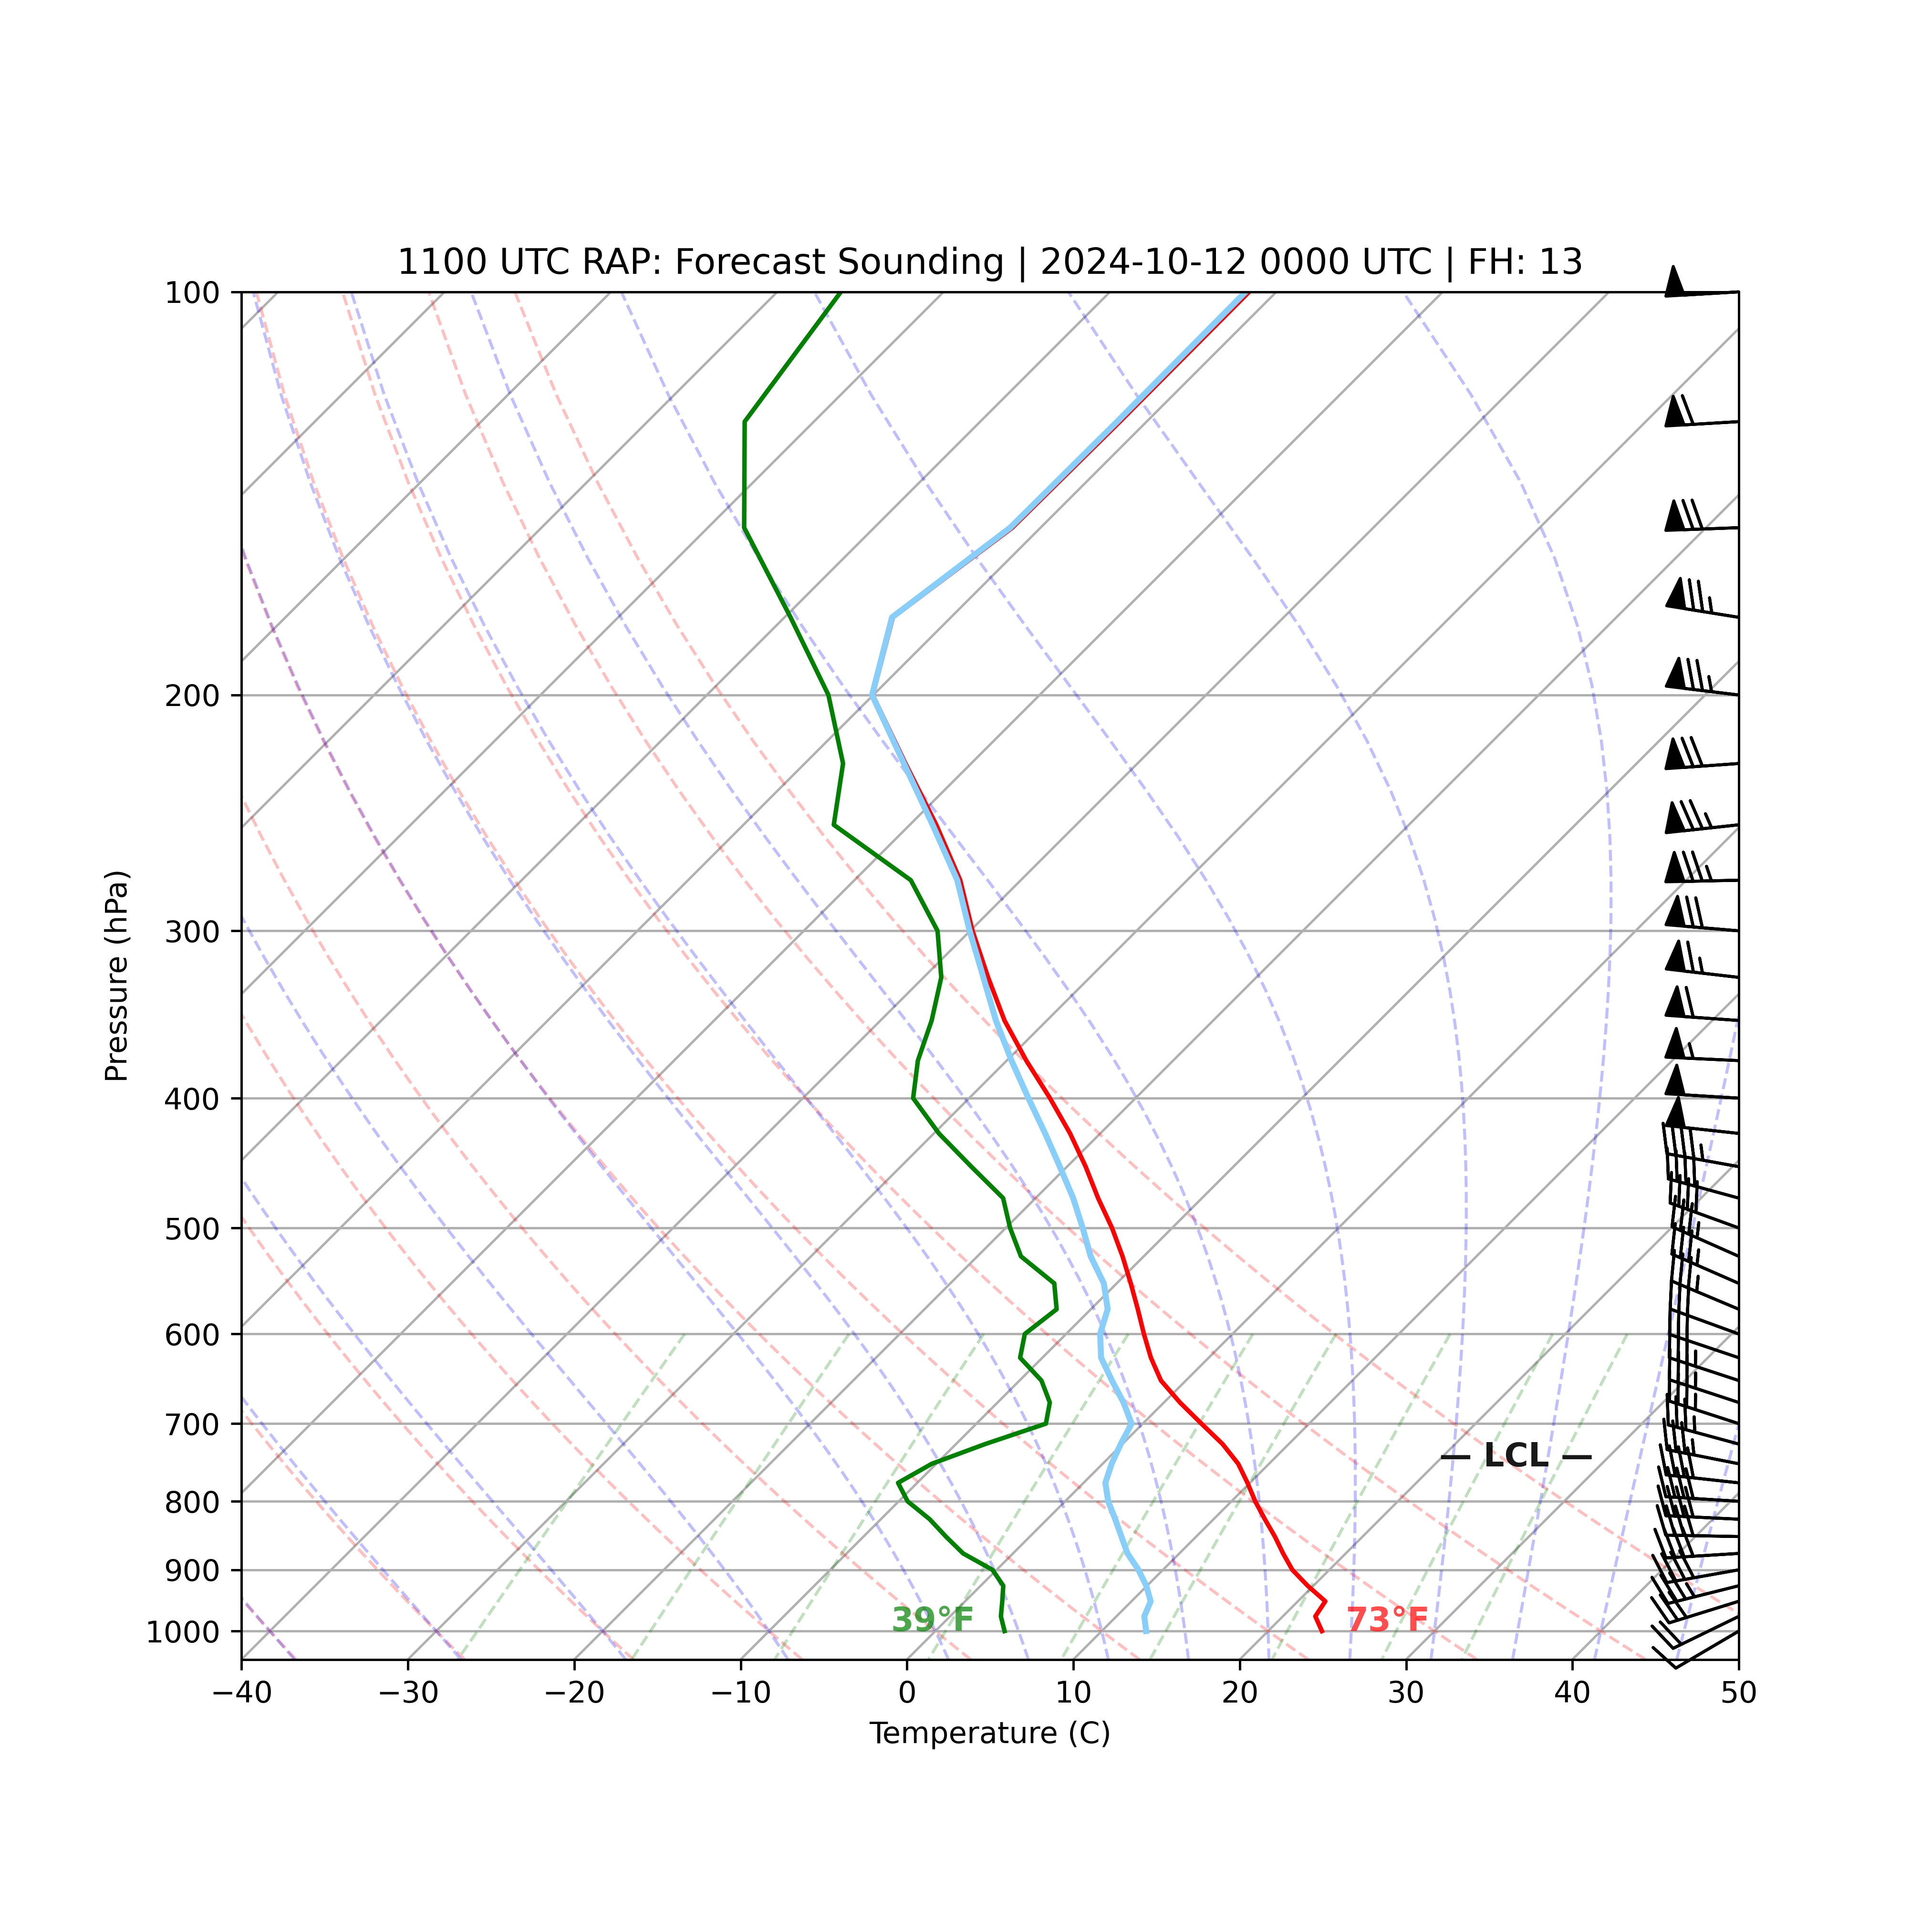 1100 UTC RAP: Forecast Sounding | 2024-10-12 0000 UTC | FH: 13
100
200
300
400
500
600
700
800
900
1000
Pressure (hPa)
— LCL —
39°F
73°F
−40 −30 −20 −10 0 10 20 30 40 50
Temperature (C)